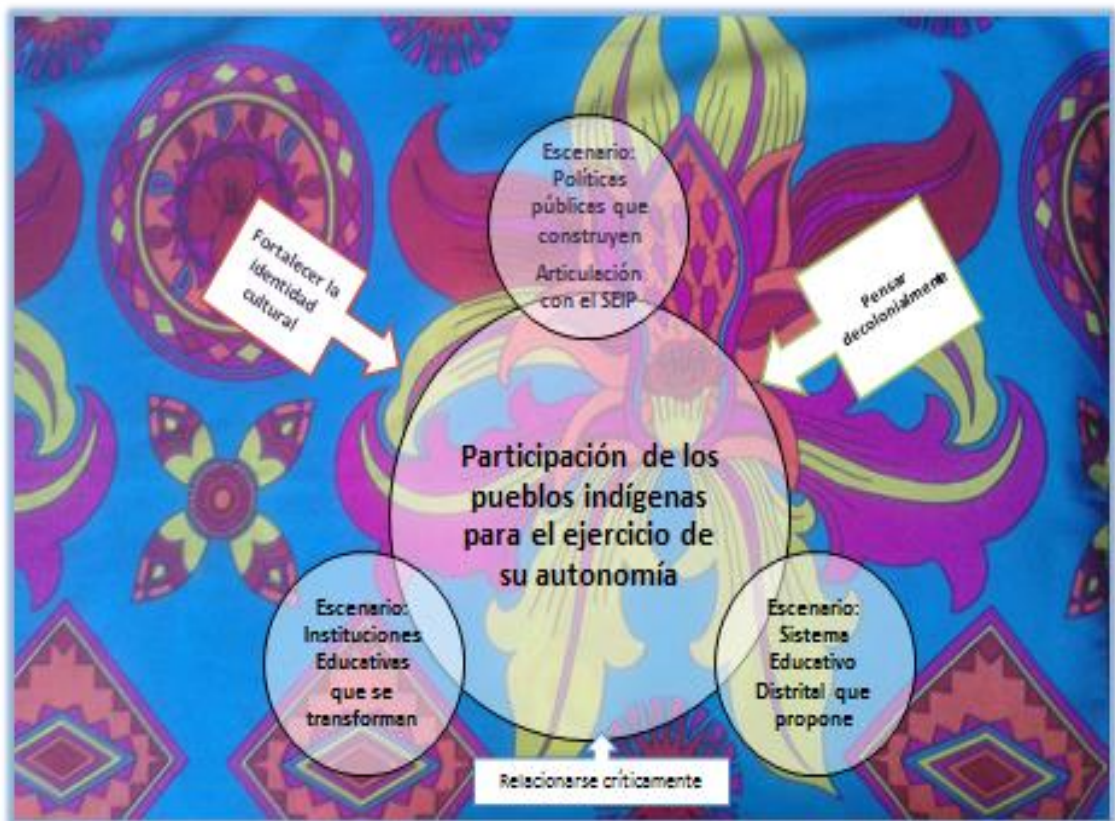 Escenario:
Políticas
públicas que
construyen
Articulación
con el SEIP
Fortalecer la
identidad
cultural
Pensar
decolonialmente
Participación de los
pueblos indígenas
para el ejercicio de
su autonomía
Escenario:
Instituciones
Educativas
que se
transforman
Escenario:
Sistema
Educativo
Distrital que
propone
Relacionarse críticamente